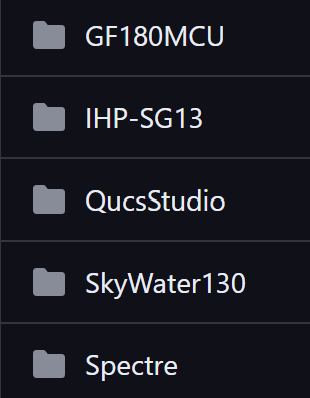 GF180MCU
IHP-SG13
QucsStudio
SkyWater130
Spectre